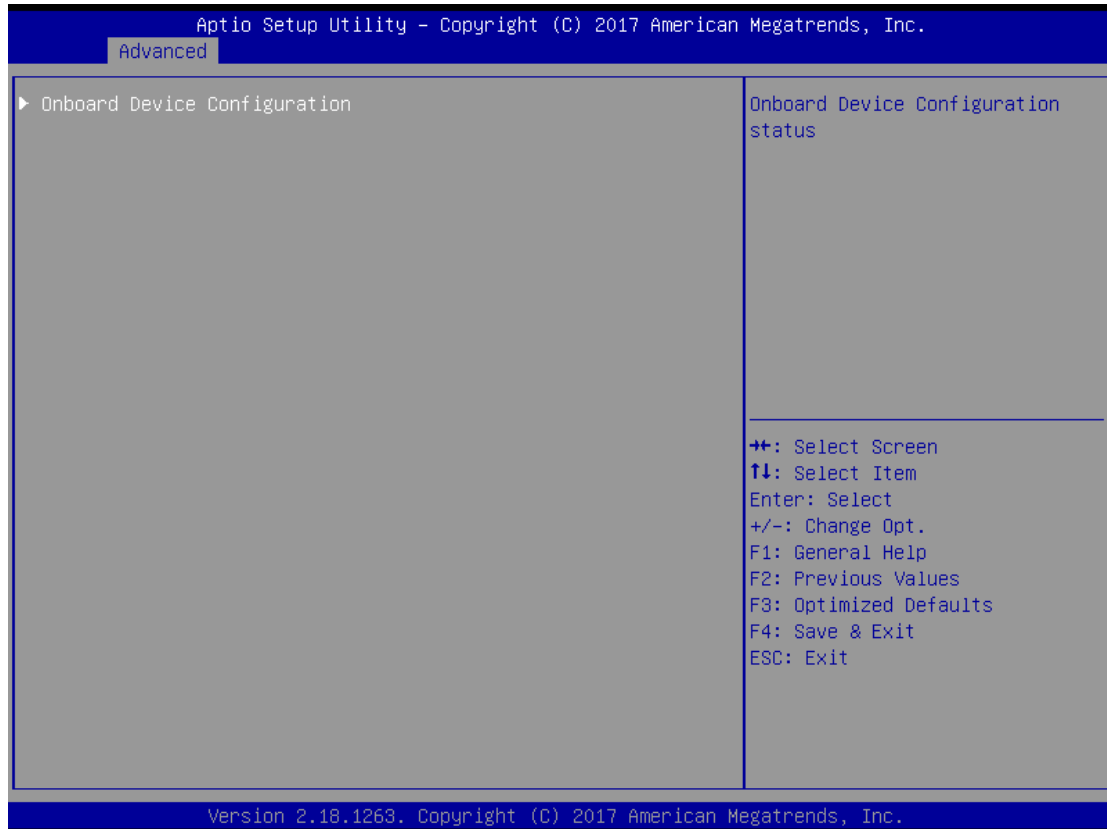 Aptio Setup Utility – Copyright (C) 2017 American Megatrends, Inc.
Advanced
▶ Onboard Device Configuration
Onboard Device Configuration
status
→←: Select Screen
↑↓: Select Item
Enter: Select
+/-: Change Opt.
F1: General Help
F2: Previous Values
F3: Optimized Defaults
F4: Save & Exit
ESC: Exit
Version 2.18.1263. Copyright (C) 2017 American Megatrends, Inc.